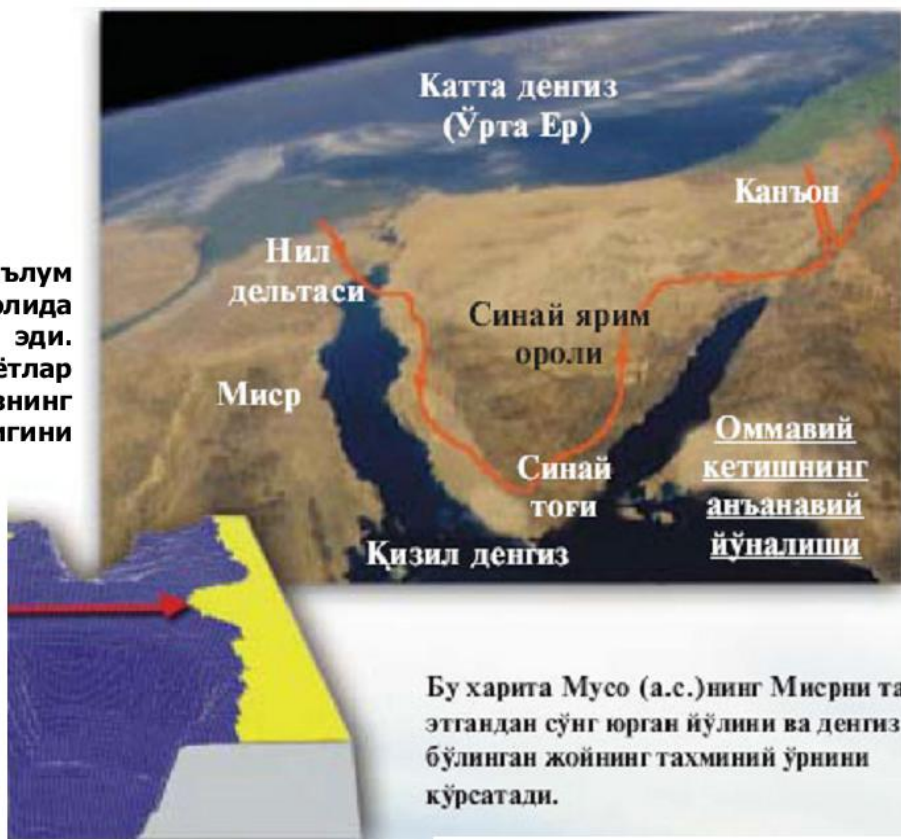 Катта денгиз
(Ўрта Ер)
Канъон
Нил
дельтаси
Синай ярим
ороли
Миср
Синай
тоғи
Қизил денгиз
Оммавий
кетишнинг
анъанавий
йўналиши
эди.
Бу харита Мусо (а.с.)нинг Мисрни
этгандан сўнг юрган йўлини ва денгиз
бўлинган жойнинг тахминий ўрнини
кўрсатади.